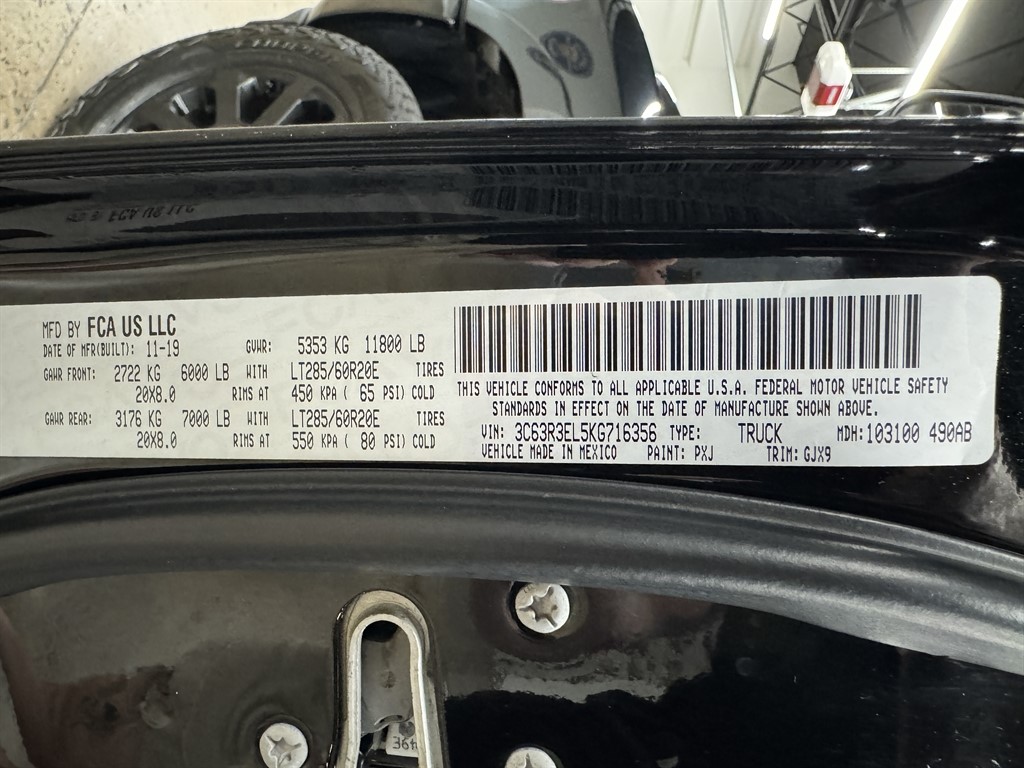 MFD BY FCA US LLC
DATE OF MFR(BUILT): 11-19 GVWR: 5353 KG 11800 LB
GAWR FRONT: 2722 KG 6000 LB WITH LT285/60R20E TIRES
20X8.0 RIMS AT 450 KPA ( 65 PSI) COLD
GAWR REAR: 3176 KG 7000 LB WITH LT285/60R20E TIRES
20X8.0 RIMS AT 550 KPA ( 80 PSI) COLD
THIS VEHICLE CONFORMS TO ALL APPLICABLE U.S.A. FEDERAL MOTOR VEHICLE SAFETY
STANDARDS IN EFFECT ON THE DATE OF MANUFACTURE SHOWN ABOVE.
VIN: 3C63R3EL5KG716356 TYPE: TRUCK MDH: 103100 490AB
VEHICLE MADE IN MEXICO PAINT: PXJ TRIM: GJX9